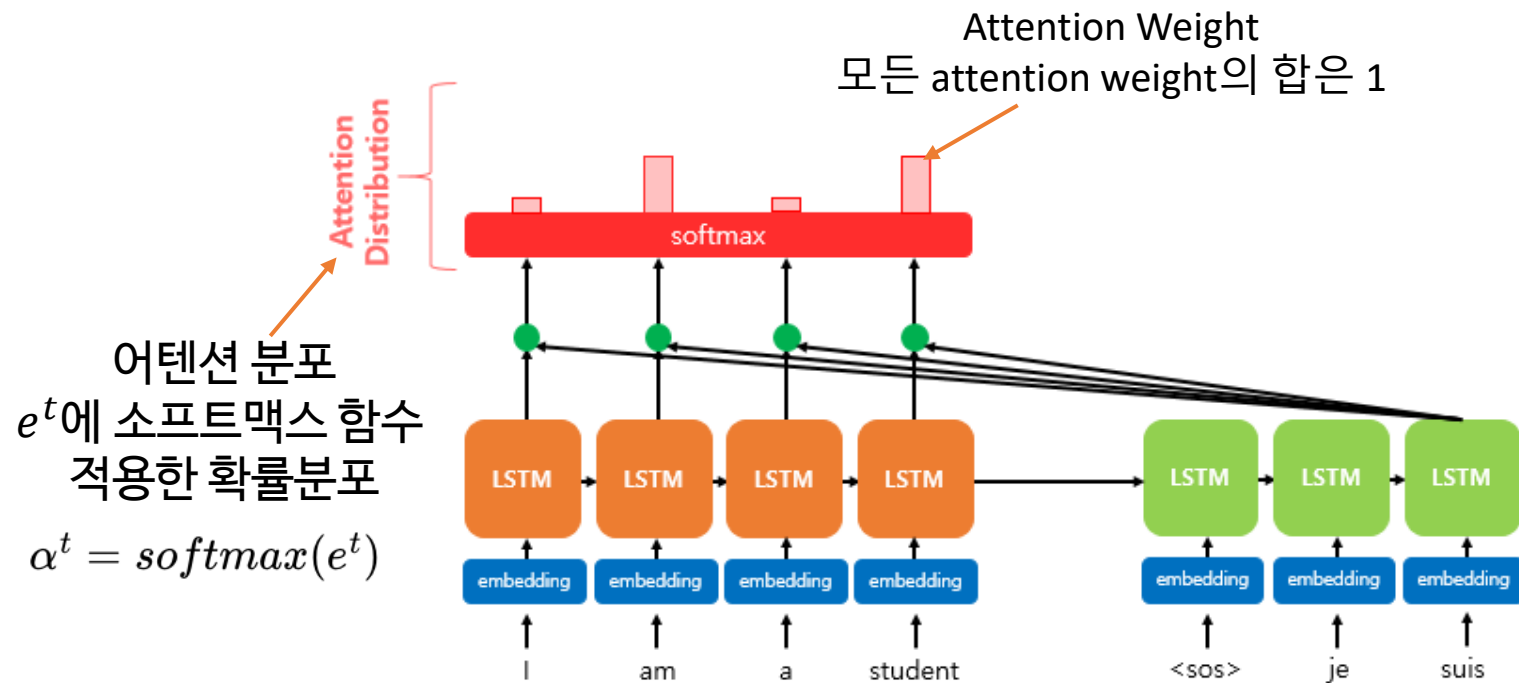 Attention Weight
모든 attention weight의 합은 1
Attention
Distribution
softmax
어텐션 분포
e^t에 소프트맥스 함수
적용한 확률분포
α^t = softmax(e^t)
LSTM LSTM LSTM LSTM LSTM LSTM LSTM
embedding embedding embedding embedding embedding embedding embedding
I am a student <sos> je suis